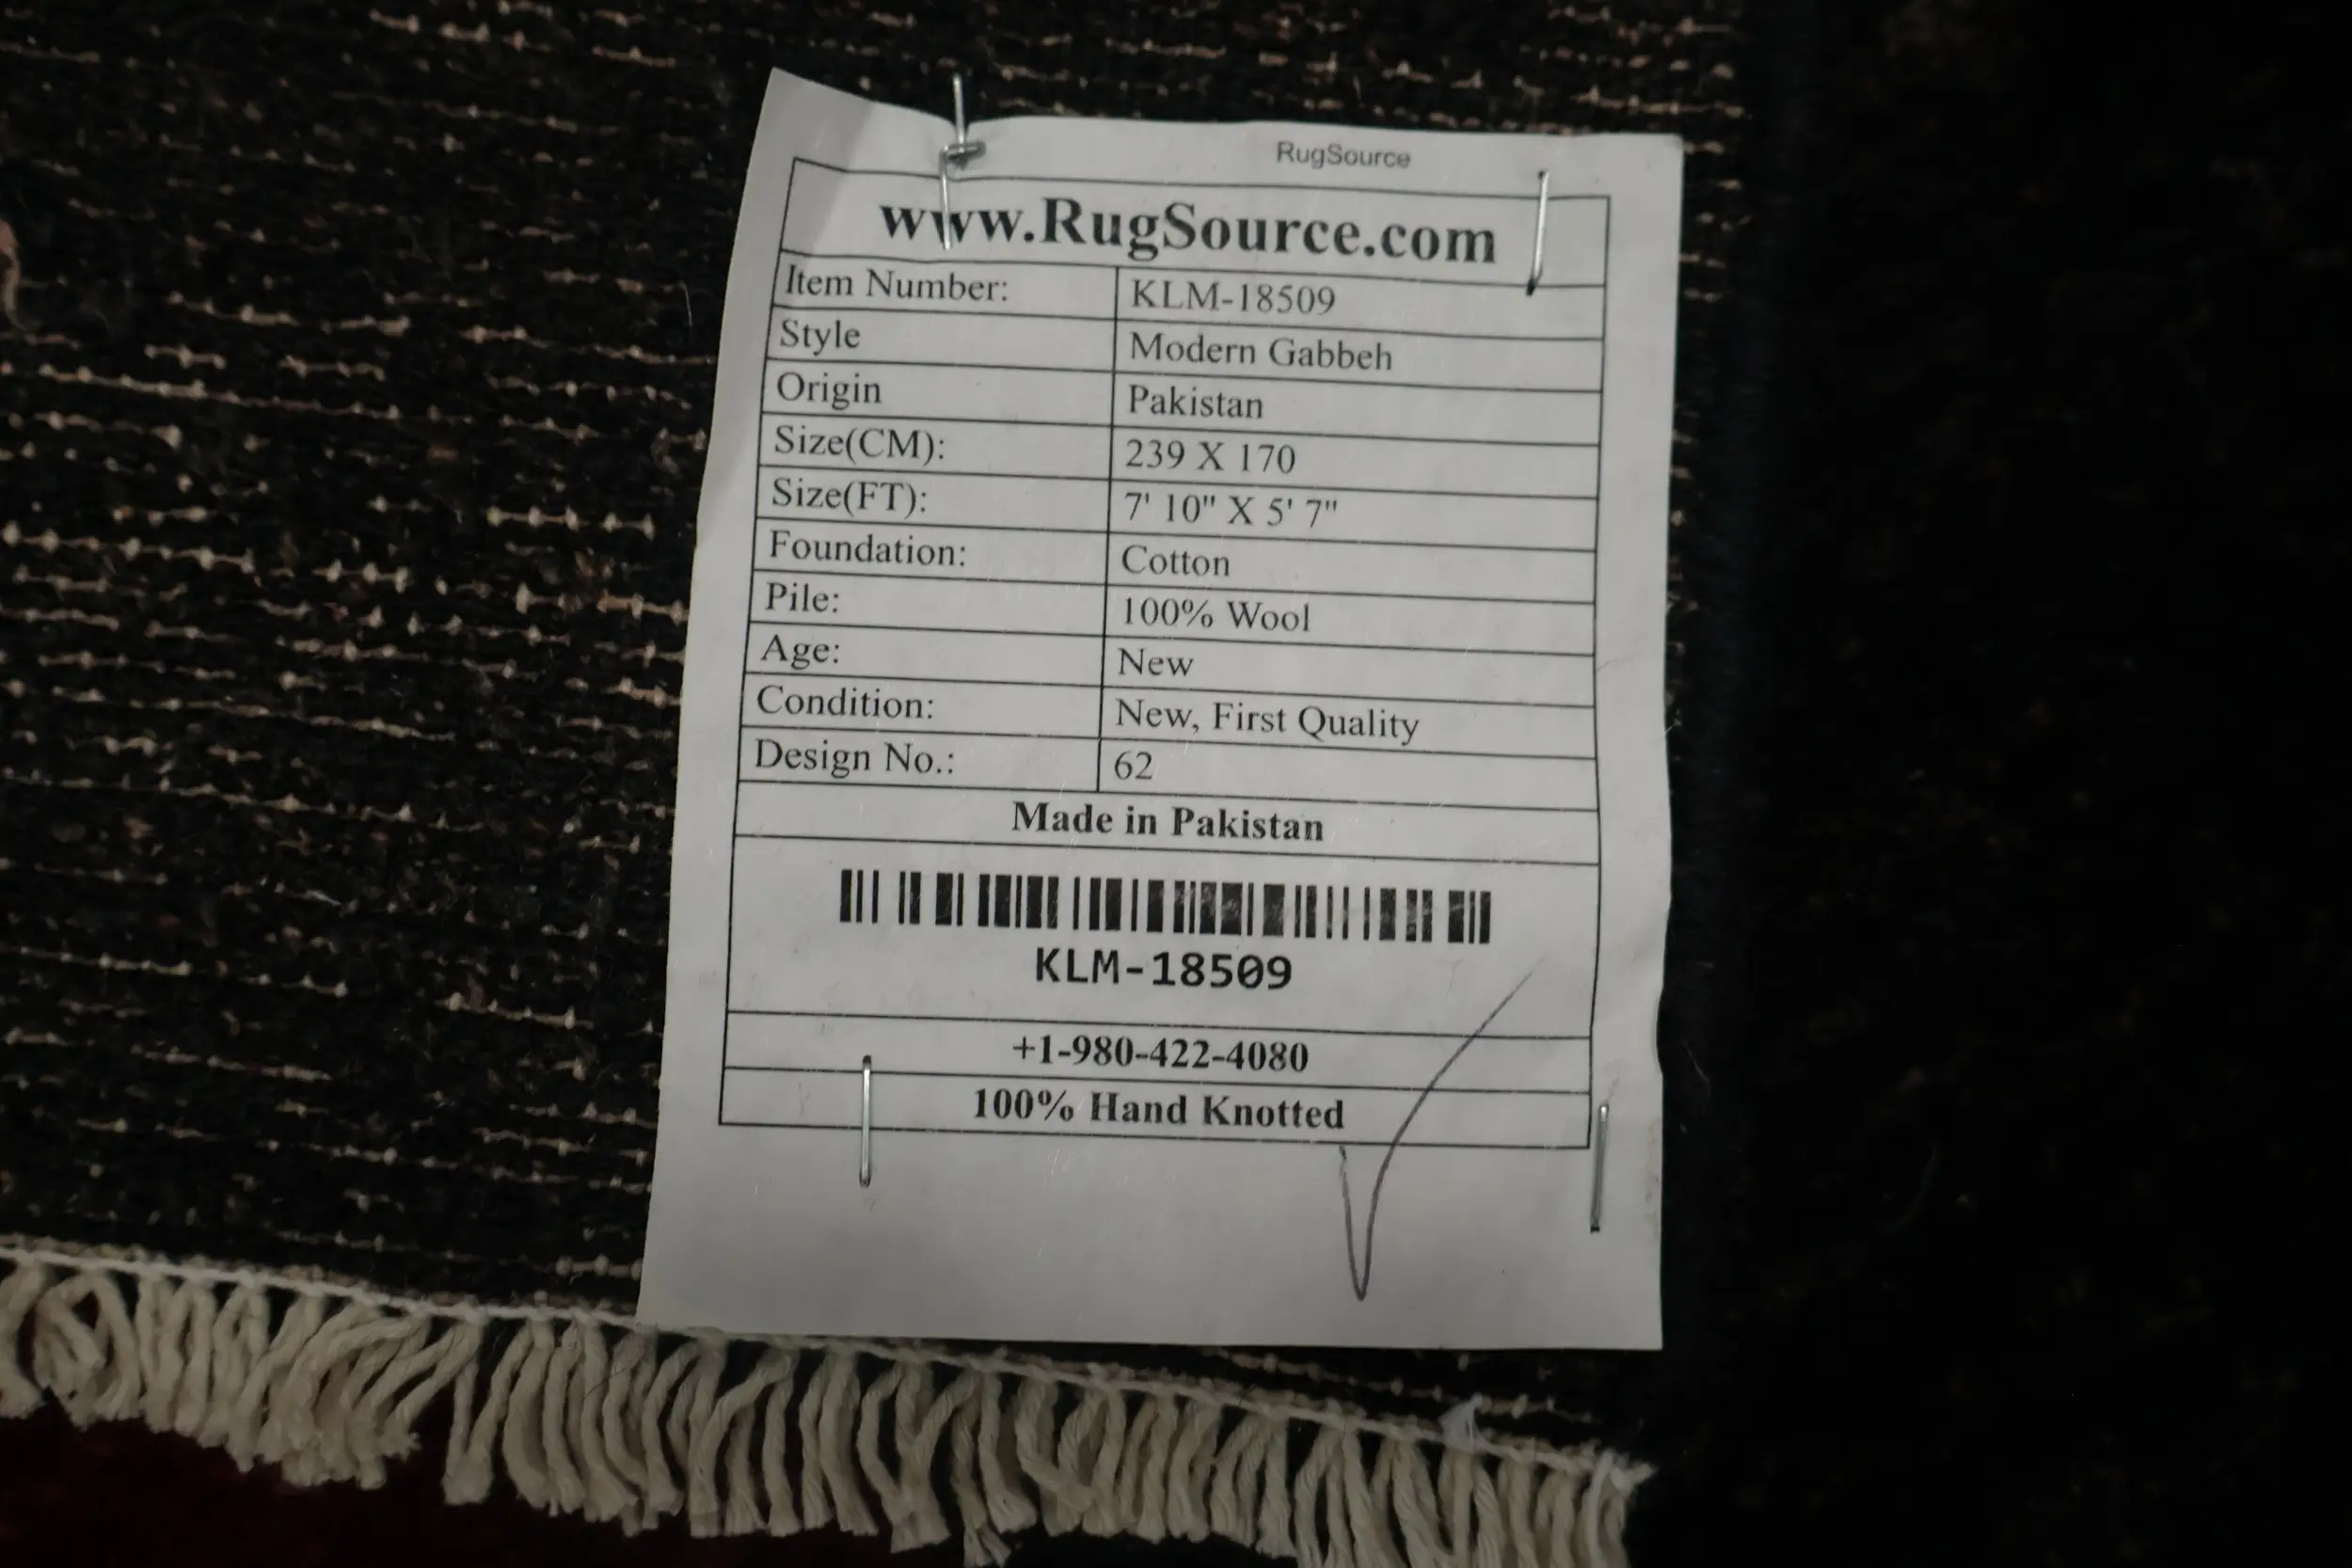 RugSource
www.RugSource.com
Item Number: KLM-18509
Style Modern Gabbeh
Origin Pakistan
Size(CM): 239 X 170
Size(FT): 7' 10" X 5' 7"
Foundation: Cotton
Pile: 100% Wool
Age: New
Condition: New, First Quality
Design No.: 62
Made in Pakistan
KLM-18509
+1-980-422-4080
100% Hand Knotted